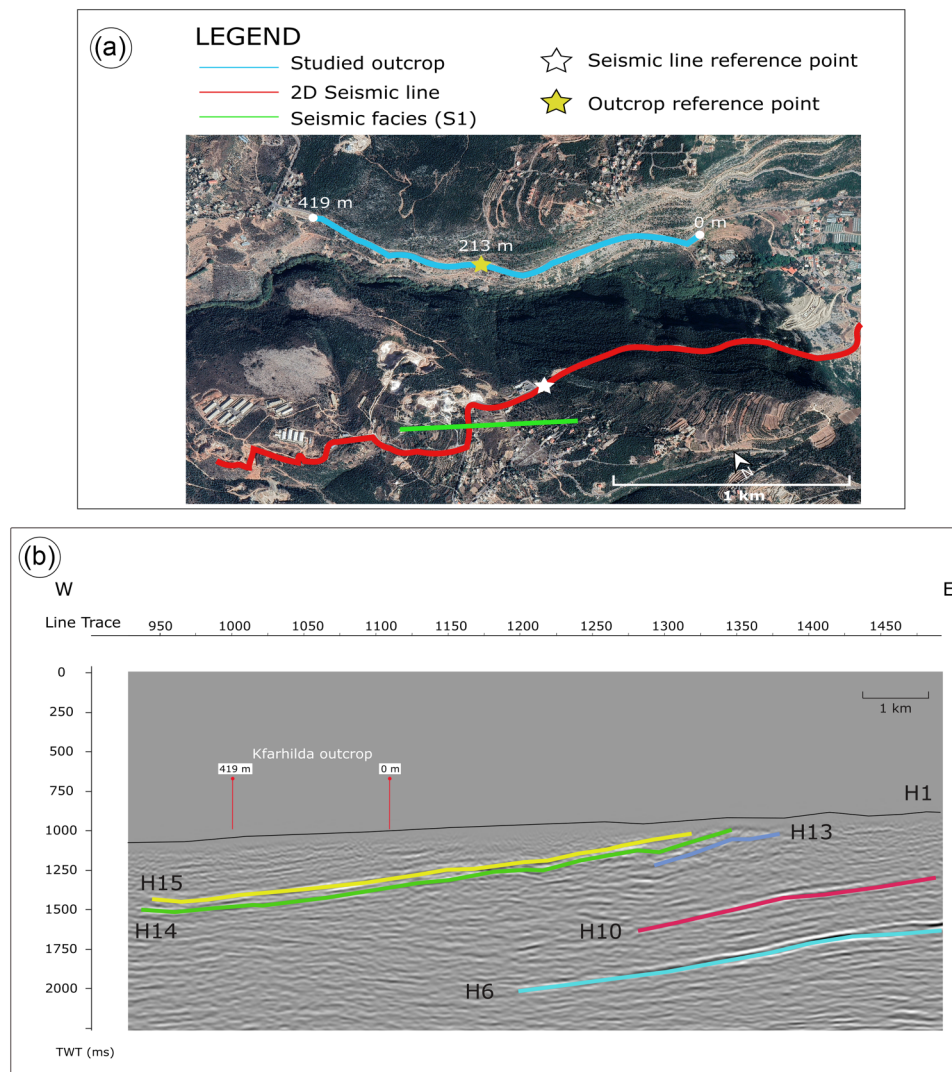 (a)
LEGEND
Studied outcrop
2D Seismic line
Seismic facies (S1)
Seismic line reference point
Outcrop reference point
419 m
213 m
0 m
N
1 km
(b)
W
E
Line Trace
950 1000 1050 1100 1150 1200 1250 1300 1350 1400 1450
0
250
500
750
1000
1250
1500
1750
2000
TWT (ms)
1 km
Kfarhilda outcrop
419 m
0 m
H1
H13
H15
H14
H10
H6